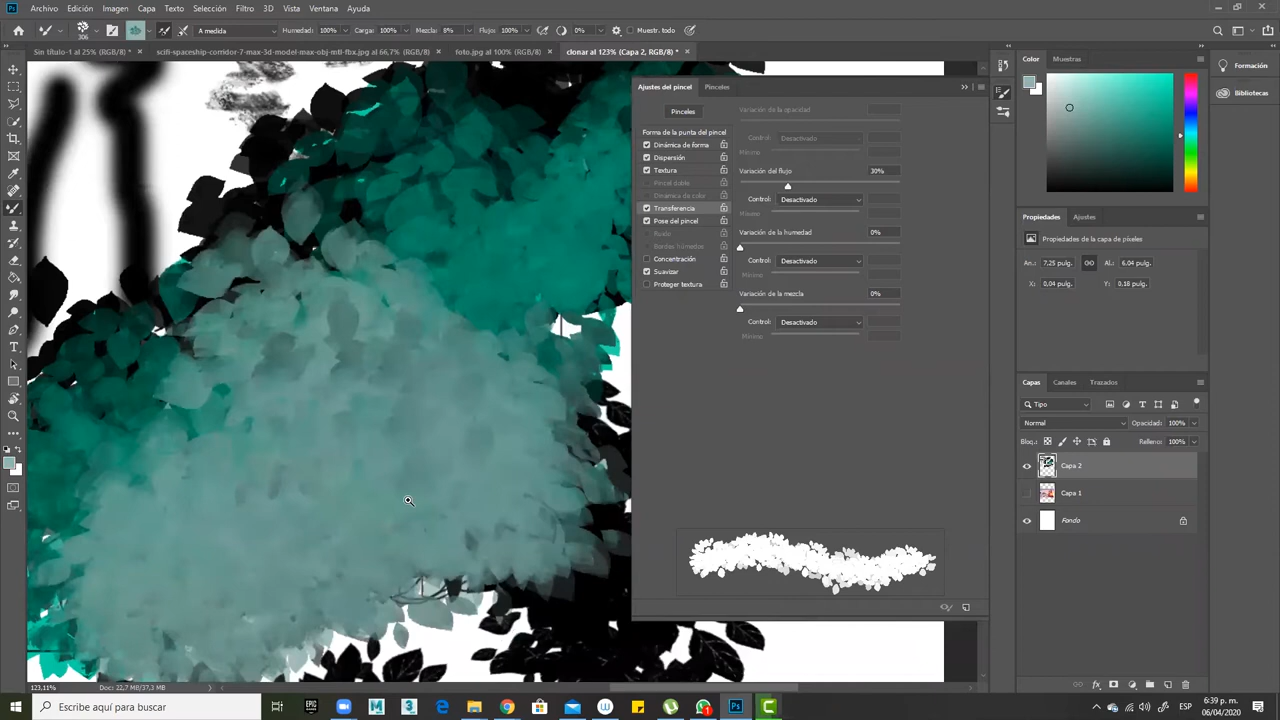 Archivo Edición Imagen Capa Texto Selección Filtro 3D Vista Ventana Ayuda
306 A medida Humedad: 100% Cargar: 100% Mezcla: 8% Flujo: 100% 0% Muestr. todo
Sin título-1 al 25% (RGB/8) * × scifi-spaceship-corridor-7-max-3d-model-max-obj-mtl-fbx.jpg al 66,7% (RGB/8) × foto.jpg al 100% (RGB/8) × clonar al 123% (Capa 2, RGB/8) * ×
Ajustes del pincel Pinceles
Pinceles
Forma de la punta del pincel
Dinámica de forma
Dispersión
Textura
Pincel doble
Dinámica de color
Transferencia
Pose del pincel
Ruido
Bordes húmedos
Concentración
Suavizar
Proteger textura
Variación de la opacidad
Control: Desactivado
Mínimo
Variación del flujo 30%
Control: Desactivado
Mínimo
Variación de la humedad 0%
Control: Desactivado
Mínimo
Variación de la mezcla 0%
Control: Desactivado
Mínimo
Color Muestras
Formación
Bibliotecas
Propiedades Ajustes
Propiedades de la capa de píxeles
An.: 7.25 pulg. Al.: 6.04 pulg.
X: 0,04 pulg. Y: 0.18 pulg.
Capas Canales Trazados
Tipo
Normal Opacidad: 100%
Bloq.: Relleno: 100%
Capa 2
Capa 1
Fondo
123.11% Doc: 22,7 MB/37,3 MB
Escribe aquí para buscar
ESP
6:39 p. m.
06/04/2020